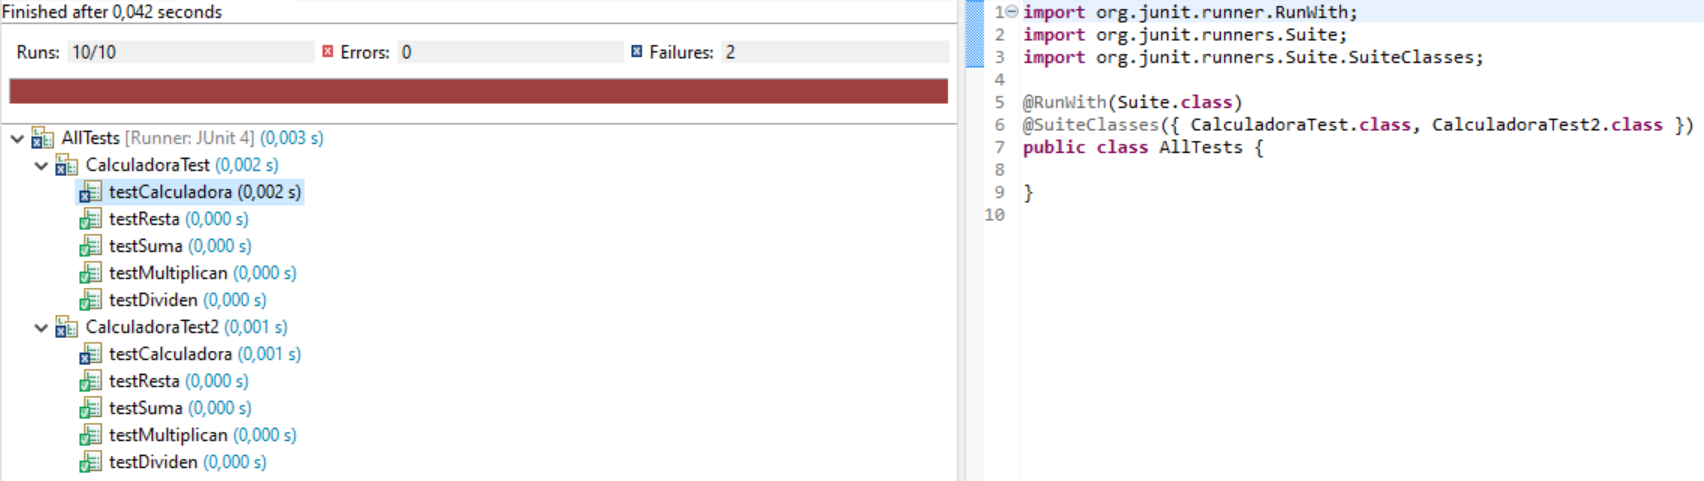 Finished after 0,042 seconds
Runs: 10/10 Errors: 0 Failures: 2
AllTests [Runner: JUnit 4] (0,003 s)
CalculadoraTest (0,002 s)
testCalculadora (0,002 s)
testResta (0,000 s)
testSuma (0,000 s)
testMultiplican (0,000 s)
testDividen (0,000 s)
CalculadoraTest2 (0,001 s)
testCalculadora (0,001 s)
testResta (0,000 s)
testSuma (0,000 s)
testMultiplican (0,000 s)
testDividen (0,000 s)
1 import org.junit.runner.RunWith;
2 import org.junit.runners.Suite;
3 import org.junit.runners.Suite.SuiteClasses;
4
5 @RunWith(Suite.class)
6 @SuiteClasses({ CalculadoraTest.class, CalculadoraTest2.class })
7 public class AllTests {
8
9 }
10